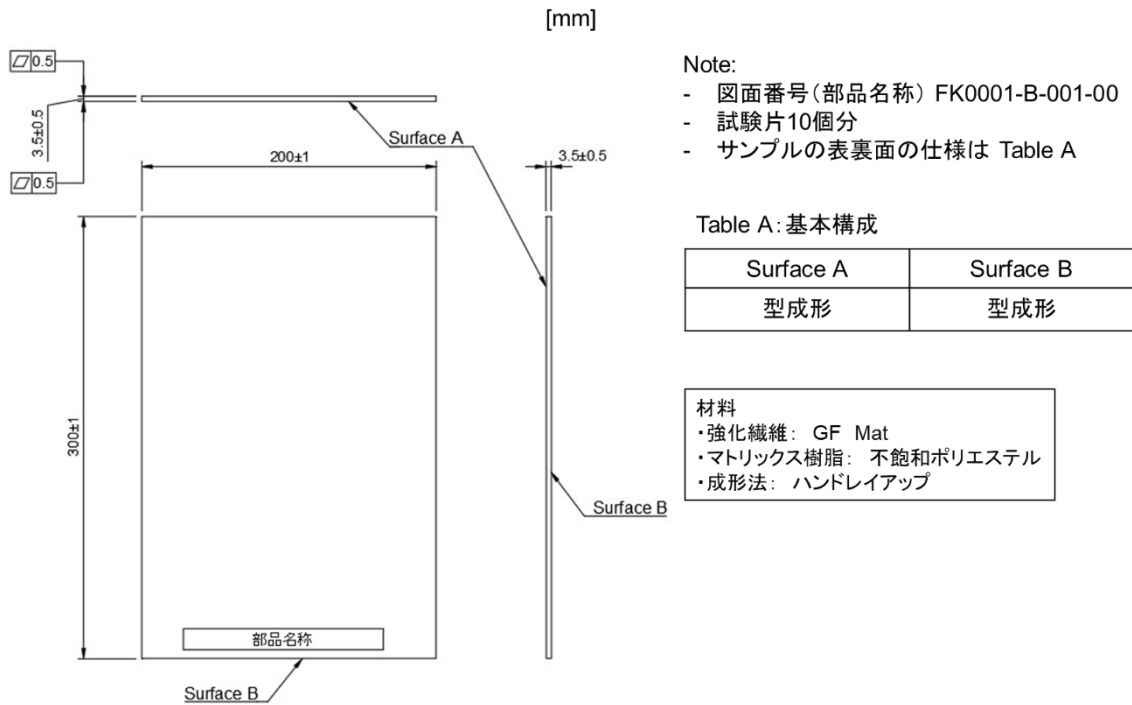 [mm]
⏥ 0.5
3.5±0.5
⏥ 0.5
Surface A
200±1
3.5±0.5
300±1
Surface B
部品名称
Surface B
Note:
- 図面番号(部品名称) FK0001-B-001-00
- 試験片10個分
- サンプルの表裏面の仕様は Table A
Table A:基本構成
Surface A Surface B
型成形 型成形
材料
・強化繊維: GF Mat
・マトリックス樹脂: 不飽和ポリエステル
・成形法: ハンドレイアップ